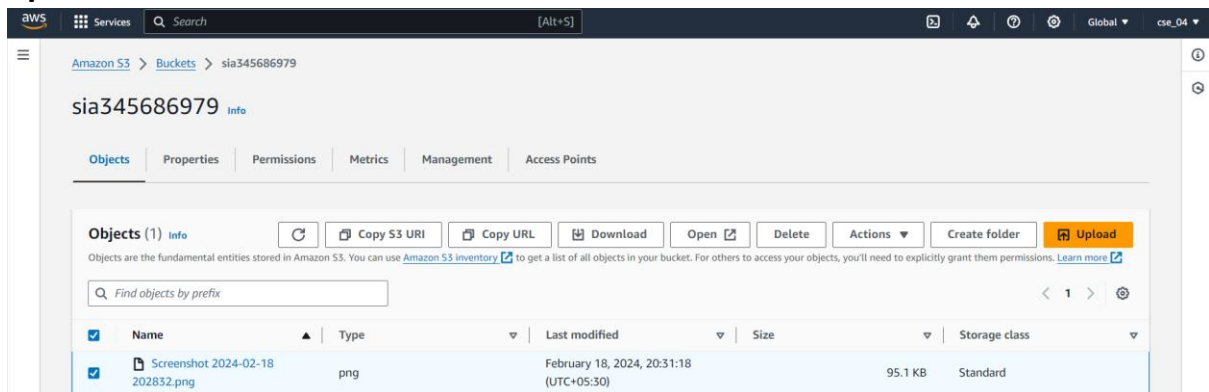 aws
Services
Search
[Alt+S]
Global
cse_04
Amazon S3 > Buckets > sia345686979
sia345686979 Info
Objects
Properties
Permissions
Metrics
Management
Access Points
Objects (1) Info
Copy S3 URI
Copy URL
Download
Open
Delete
Actions
Create folder
Upload
Objects are the fundamental entities stored in Amazon S3. You can use Amazon S3 inventory to get a list of all objects in your bucket. For others to access your objects, you'll need to explicitly grant them permissions. Learn more
Find objects by prefix
< 1 >
Name
Type
Last modified
Size
Storage class
Screenshot 2024-02-18
202832.png
png
February 18, 2024, 20:31:18
(UTC+05:30)
95.1 KB
Standard